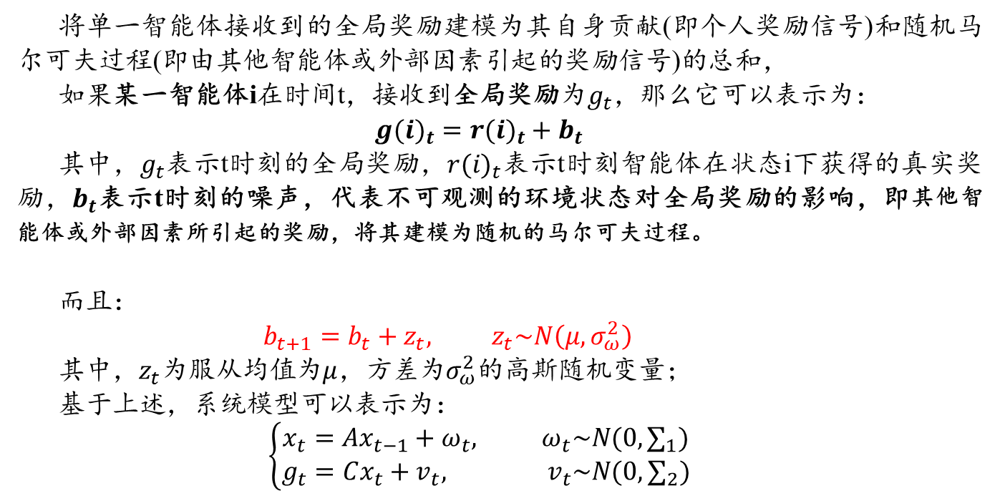 将单一智能体接收到的全局奖励建模为其自身贡献(即个人奖励信号)和随机马
尔可夫过程(即由其他智能体或外部因素引起的奖励信号)的总和，
如果某一智能体i在时间t，接收到全局奖励为$g_t$，那么它可以表示为：
$g(i)_t = r(i)_t + b_t$
其中，$g_t$表示t时刻的全局奖励，$r(i)_t$表示t时刻智能体在状态i下获得的真实奖
励，$b_t$表示t时刻的噪声，代表不可观测的环境状态对全局奖励的影响，即其他智
能体或外部因素所引起的奖励，将其建模为随机的马尔可夫过程。
而且：
$b_{t+1} = b_t + z_t, \quad z_t \sim N(\mu, \sigma_\omega^2)$
其中，$z_t$为服从均值为$\mu$，方差为$\sigma_\omega^2$的高斯随机变量；
基于上述，系统模型可以表示为：
$x_t = Ax_{t-1} + \omega_t, \quad \omega_t \sim N(0, \sum_1)$
$g_t = Cx_t + v_t, \quad v_t \sim N(0, \sum_2)$